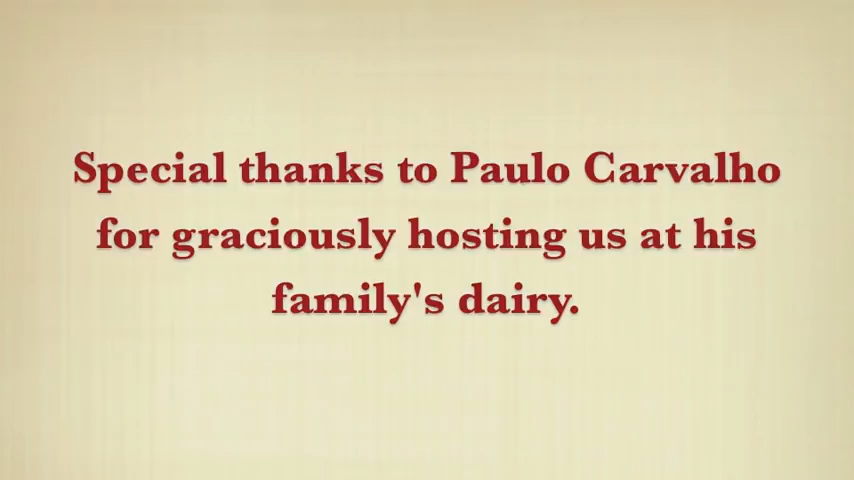 Special thanks to Paulo Carvalho
for graciously hosting us at his
family's dairy.